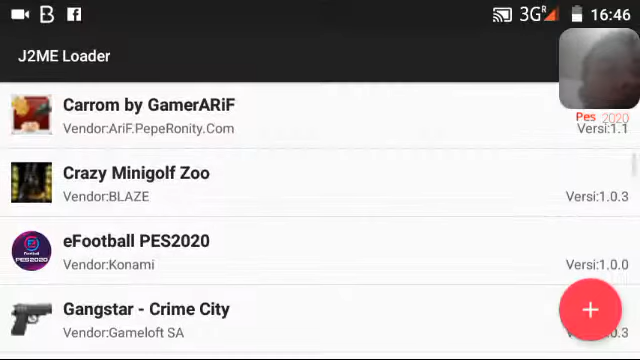 3G R 16:46
J2ME Loader
Pes 2020
Carrom by GamerARiF
Vendor:AriF.PepeRonity.Com Versi:1.1
Crazy Minigolf Zoo
Vendor:BLAZE Versi:1.0.3
eFootball PES2020
Vendor:Konami Versi:1.0.0
PES2020
Gangstar - Crime City
Vendor:Gameloft SA 0.3
+